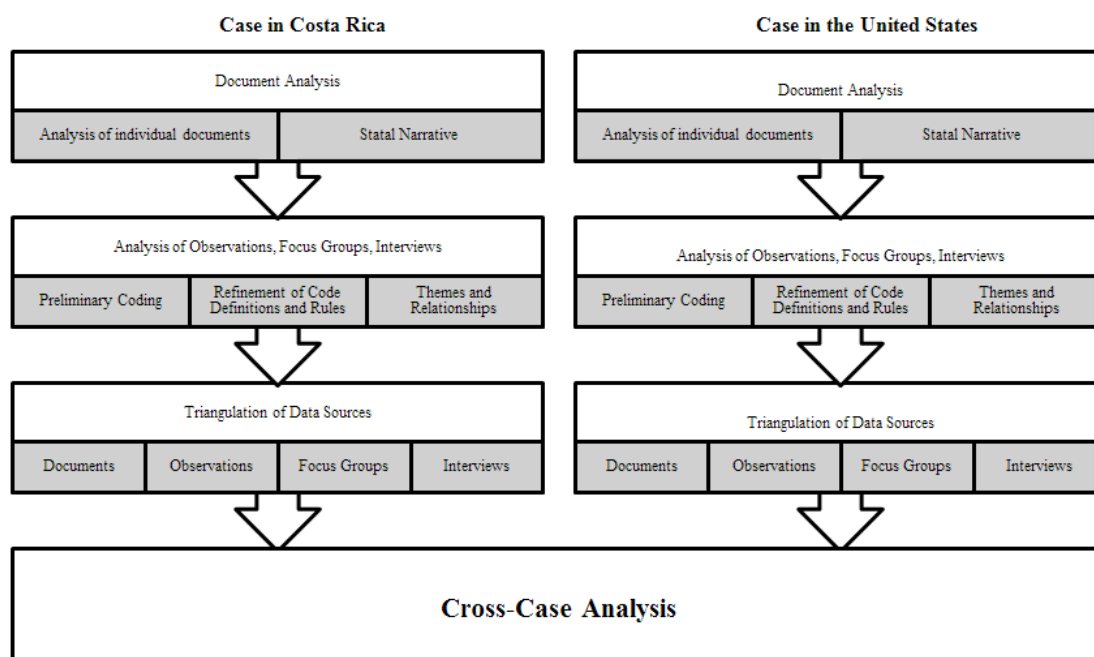 Case in Costa Rica
Document Analysis
Analysis of individual documents
Statal Narrative
Analysis of Observations, Focus Groups, Interviews
Preliminary Coding
Refinement of Code
Definitions and Rules
Themes and
Relationships
Triangulation of Data Sources
Documents
Observations
Focus Groups
Interviews
Case in the United States
Document Analysis
Analysis of individual documents
Statal Narrative
Analysis of Observations, Focus Groups, Interviews
Preliminary Coding
Refinement of Code
Definitions and Rules
Themes and
Relationships
Triangulation of Data Sources
Documents
Observations
Focus Groups
Interviews
Cross-Case Analysis